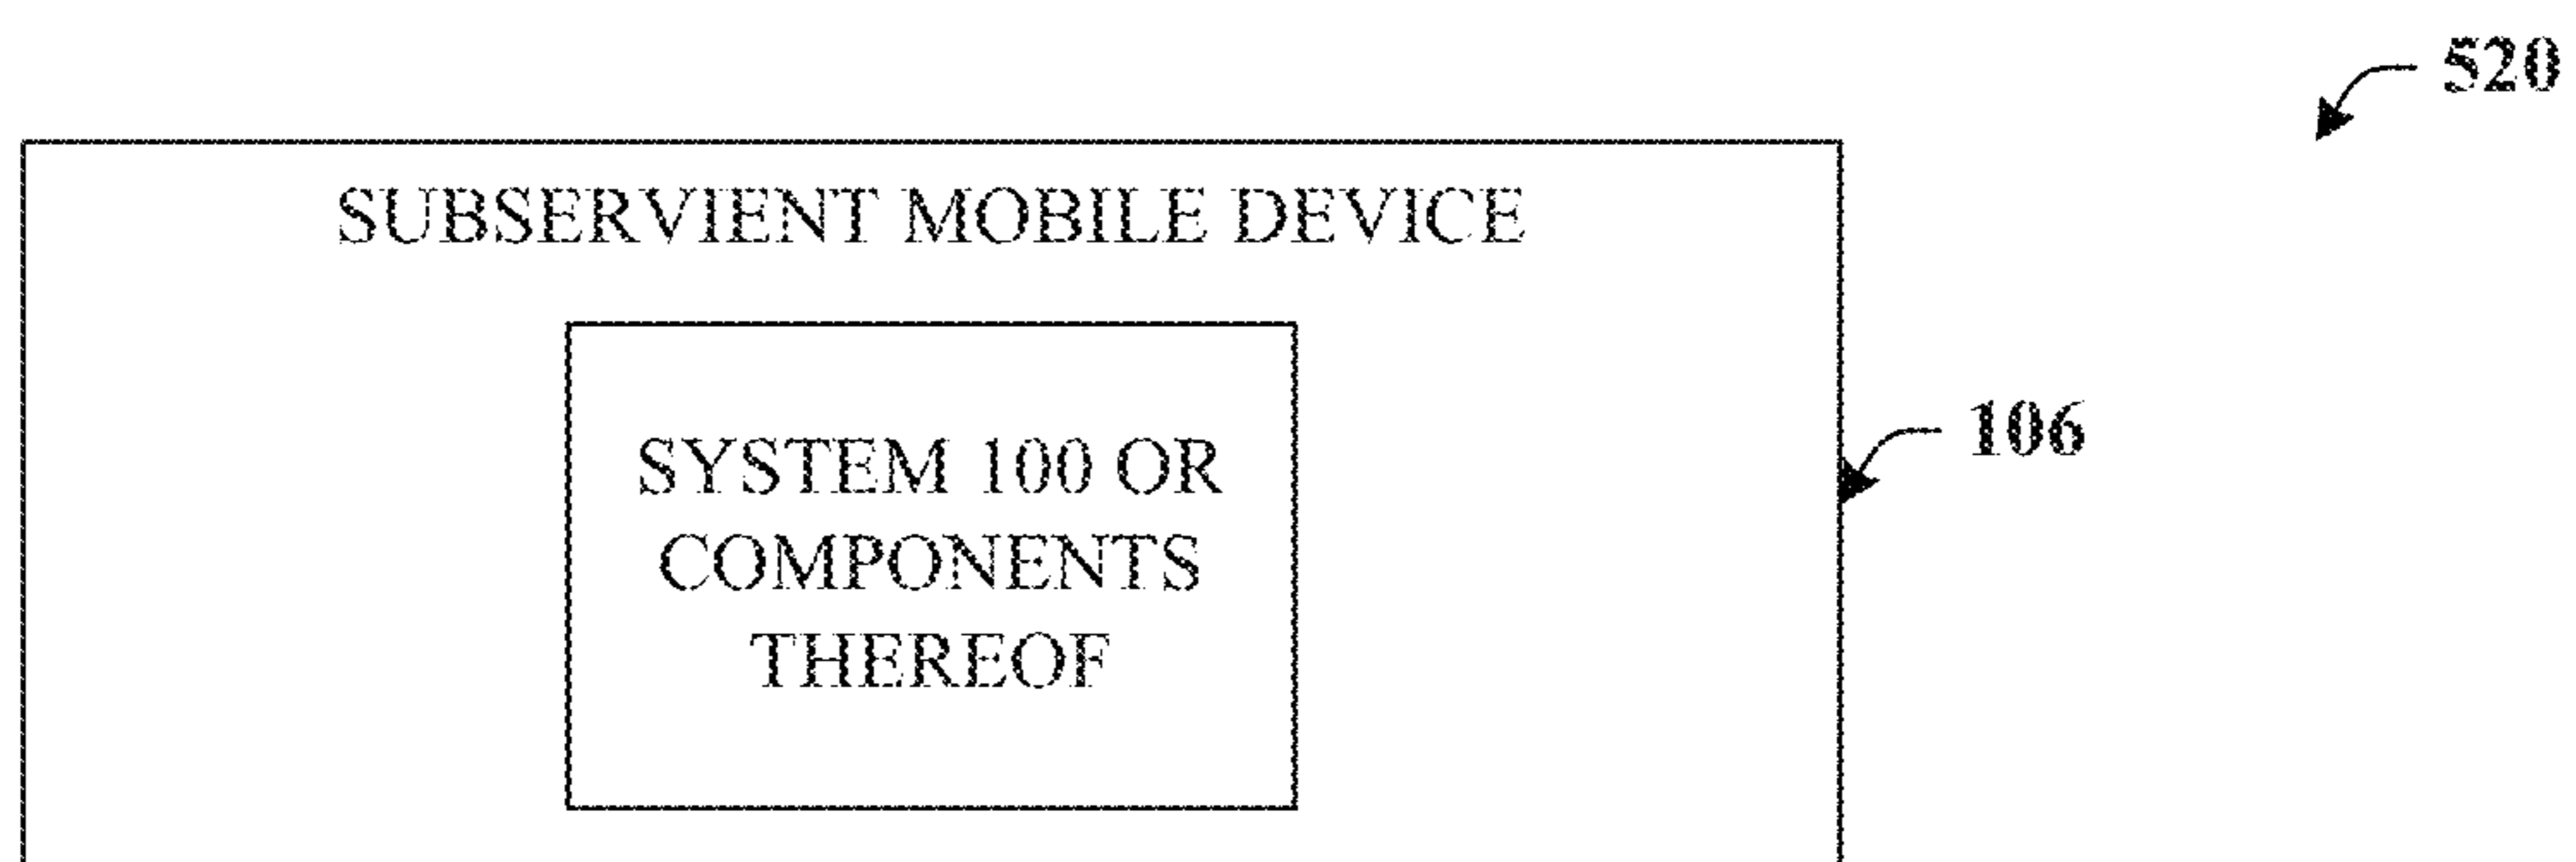 520
SUBSERVIENT MOBILE DEVICE
106
SYSTEM 100 OR
COMPONENTS
THEREOF